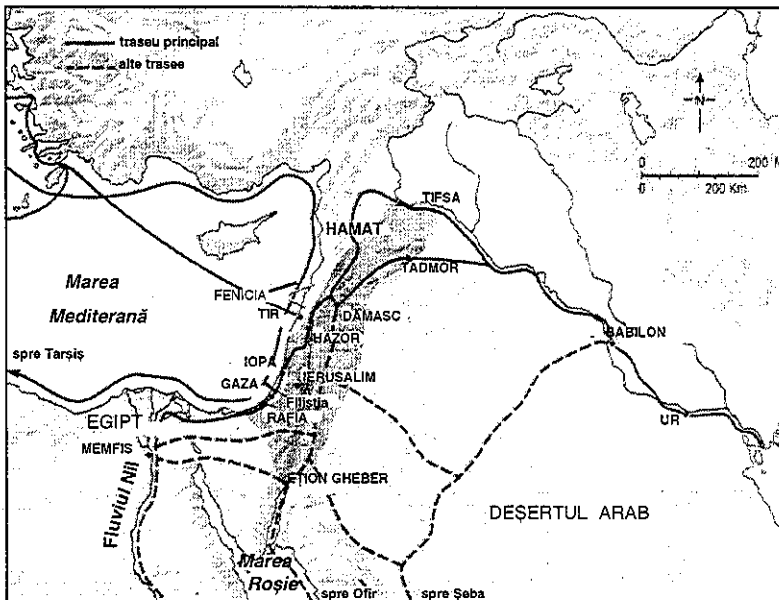 traseu principal
alte trasee
N
0 200 M
0 200 Km.
TIFSA
HAMAT
TADMOR
FENICIA
Marea
Mediterană
TIR
DAMASC
HAZOR
BABILON
spre Tarșiș
IOPA
GAZA
IERUSALIM
Filistia
EGIPT
RAFIA
UR
MEMFIS
EȚION GHEBER
Fluviul Nil
DEȘERTUL ARAB
Marea
Roșie
spre Ofir
spre Șeba